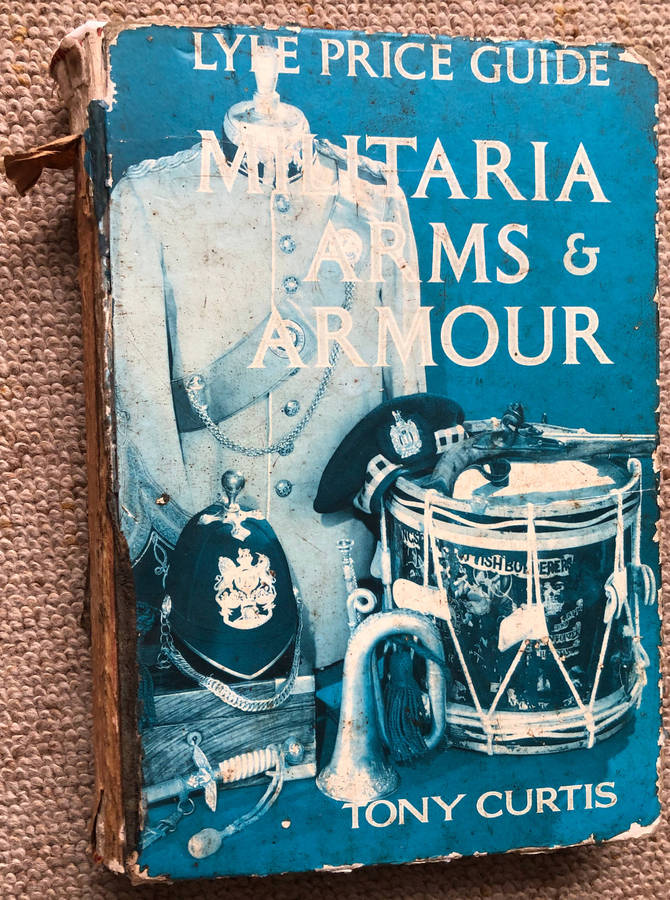 LYLE PRICE GUIDE
MILITARIA
ARMS &
ARMOUR
TONY CURTIS